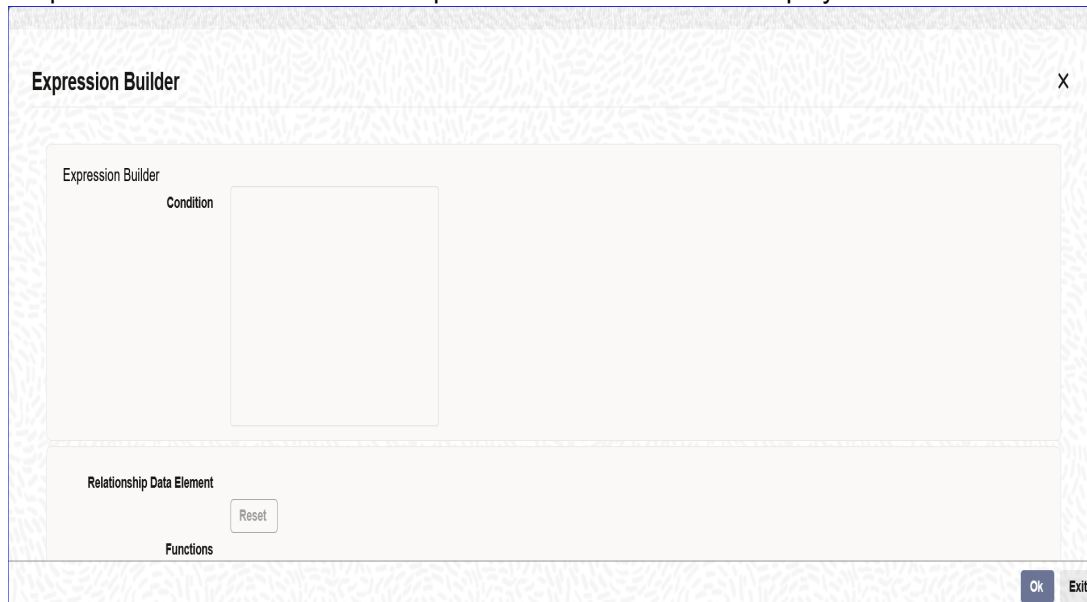 Expression Builder
X
Expression Builder
Condition
Relationship Data Element
Reset
Functions
Ok Exit